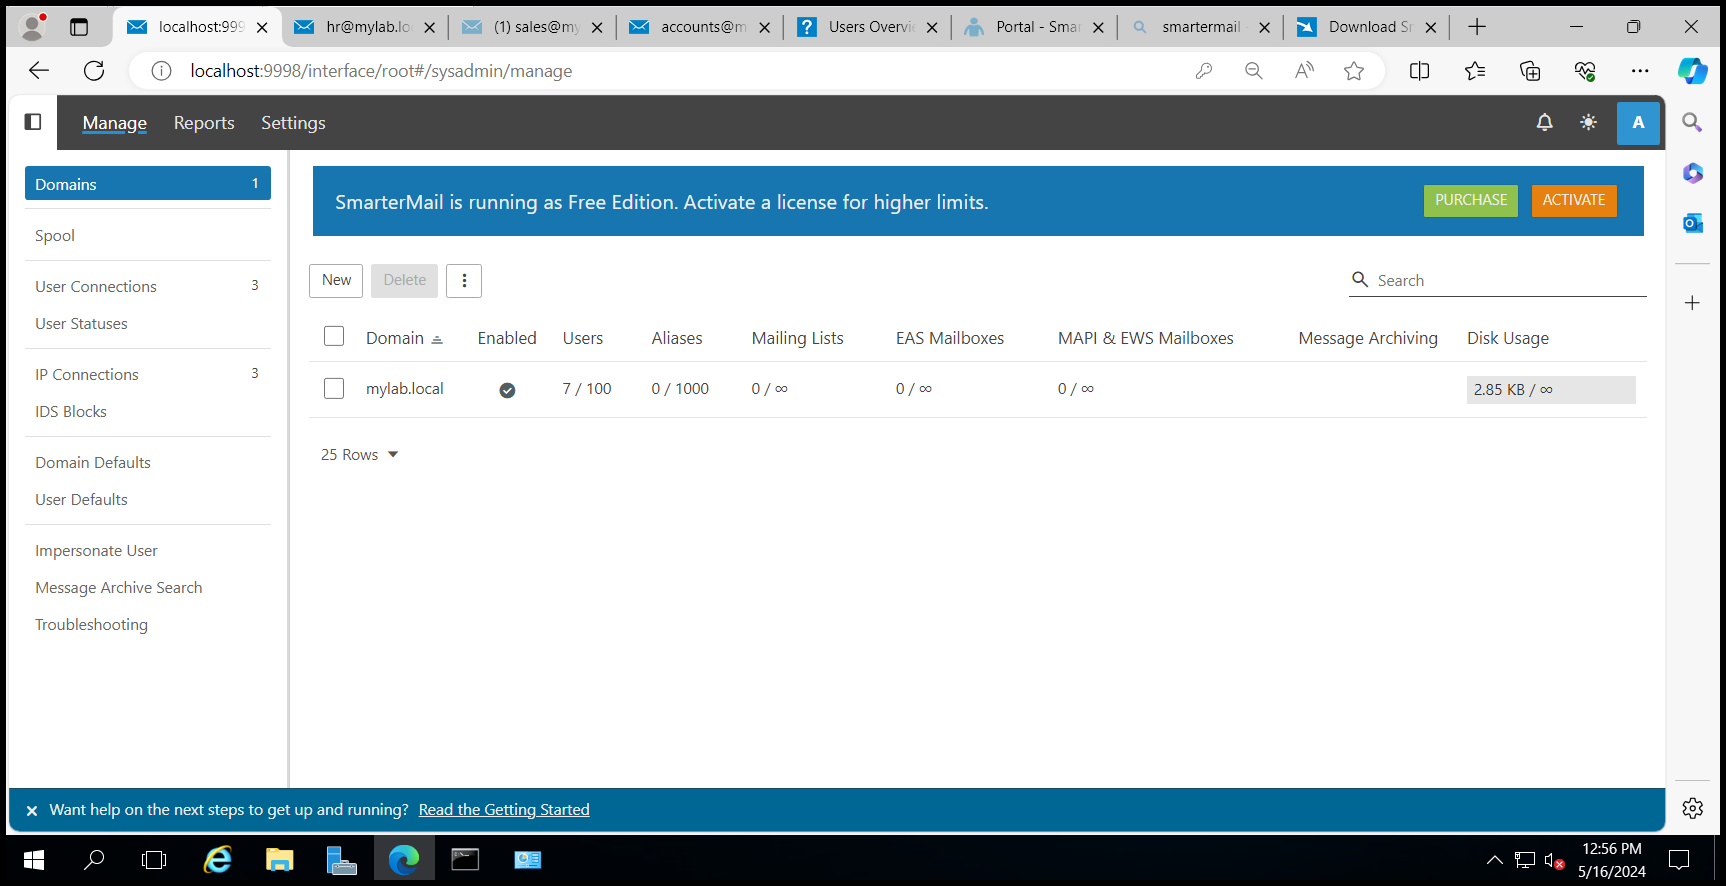 localhost:999
hr@mylab.lo
(1) sales@my
accounts@m
Users Overvi
Portal - Smar
smartermail
Download Sm
localhost:9998/interface/root#/sysadmin/manage
Manage Reports Settings
A
Domains 1
Spool
User Connections 3
User Statuses
IP Connections 3
IDS Blocks
Domain Defaults
User Defaults
Impersonate User
Message Archive Search
Troubleshooting
SmarterMail is running as Free Edition. Activate a license for higher limits.
PURCHASE ACTIVATE
New Delete
Search
Domain Enabled Users Aliases Mailing Lists EAS Mailboxes MAPI & EWS Mailboxes Message Archiving Disk Usage
mylab.local 7 / 100 0 / 1000 0 / ∞ 0 / ∞ 0 / ∞ 2.85 KB / ∞
25 Rows
Want help on the next steps to get up and running? Read the Getting Started
12:56 PM
5/16/2024